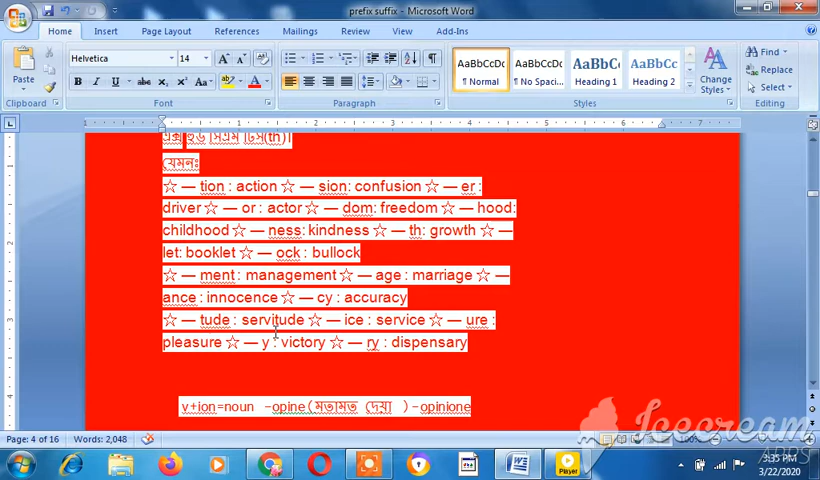 prefix suffix - Microsoft Word
Home Insert Page Layout References Mailings Review View Add-Ins
Paste
Helvetica 14
AaBbCcDc AaBbCcDc AaBbC AaBbCc
¶ Normal ¶ No Spaci... Heading 1 Heading 2
Change Styles
Find
Replace
Select
Clipboard Font Paragraph Styles Editing
যেমনঃ
☆ — tion : action ☆ — sion: confusion ☆ — er :
driver ☆ — or : actor ☆ — dom: freedom ☆ — hood:
childhood ☆ — ness: kindness ☆ — th: growth ☆ —
let: booklet ☆ — ock : bullock
☆ — ment : management ☆ — age : marriage ☆ —
ance : innocence ☆ — cy : accuracy
☆ — tude : servitude ☆ — ice : service ☆ — ure :
pleasure ☆ — y : victory ☆ — ry : dispensary
v+ion=noun -opine(মতামত দেয়া )-opinione
Icecream
APPS
Page: 4 of 16 Words: 2,048 100%
Player
3:35 PM
3/22/2020